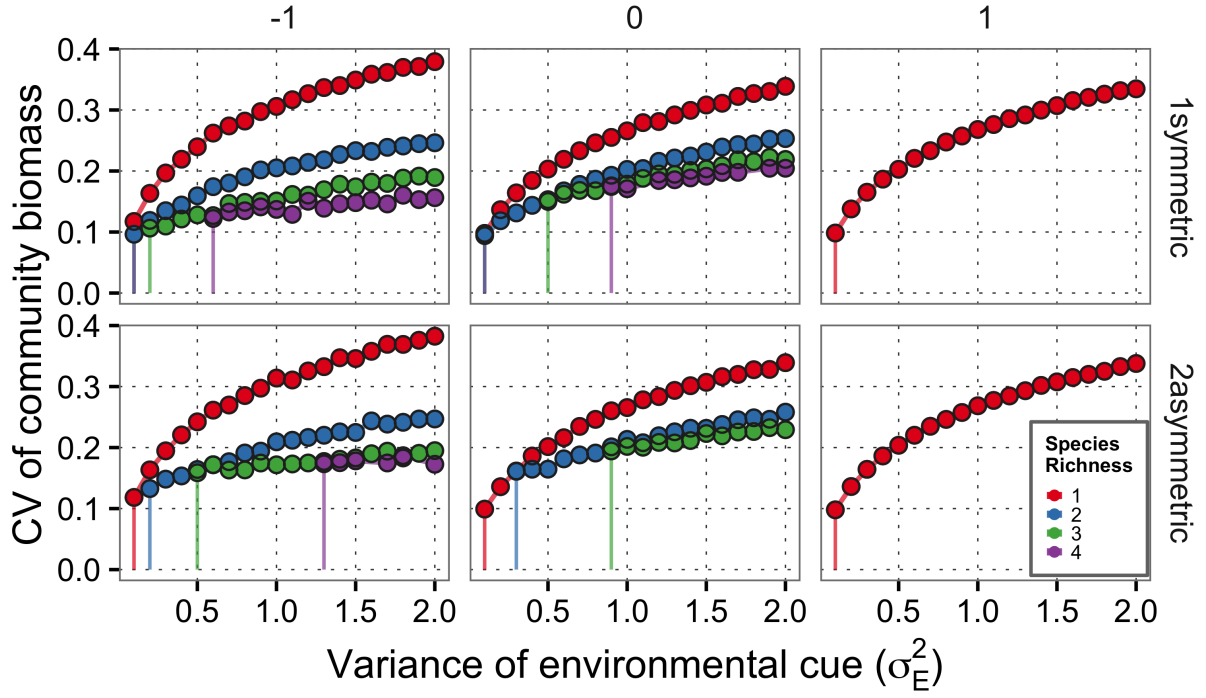 -1 0 1
CV of community biomass
0.4
0.3
0.2
0.1
0.0
1symmetric
0.4
0.3
0.2
0.1
0.0
2asymmetric
Species
Richness
1
2
3
4
0.5 1.0 1.5 2.0 0.5 1.0 1.5 2.0 0.5 1.0 1.5 2.0
Variance of environmental cue (σ²_E)